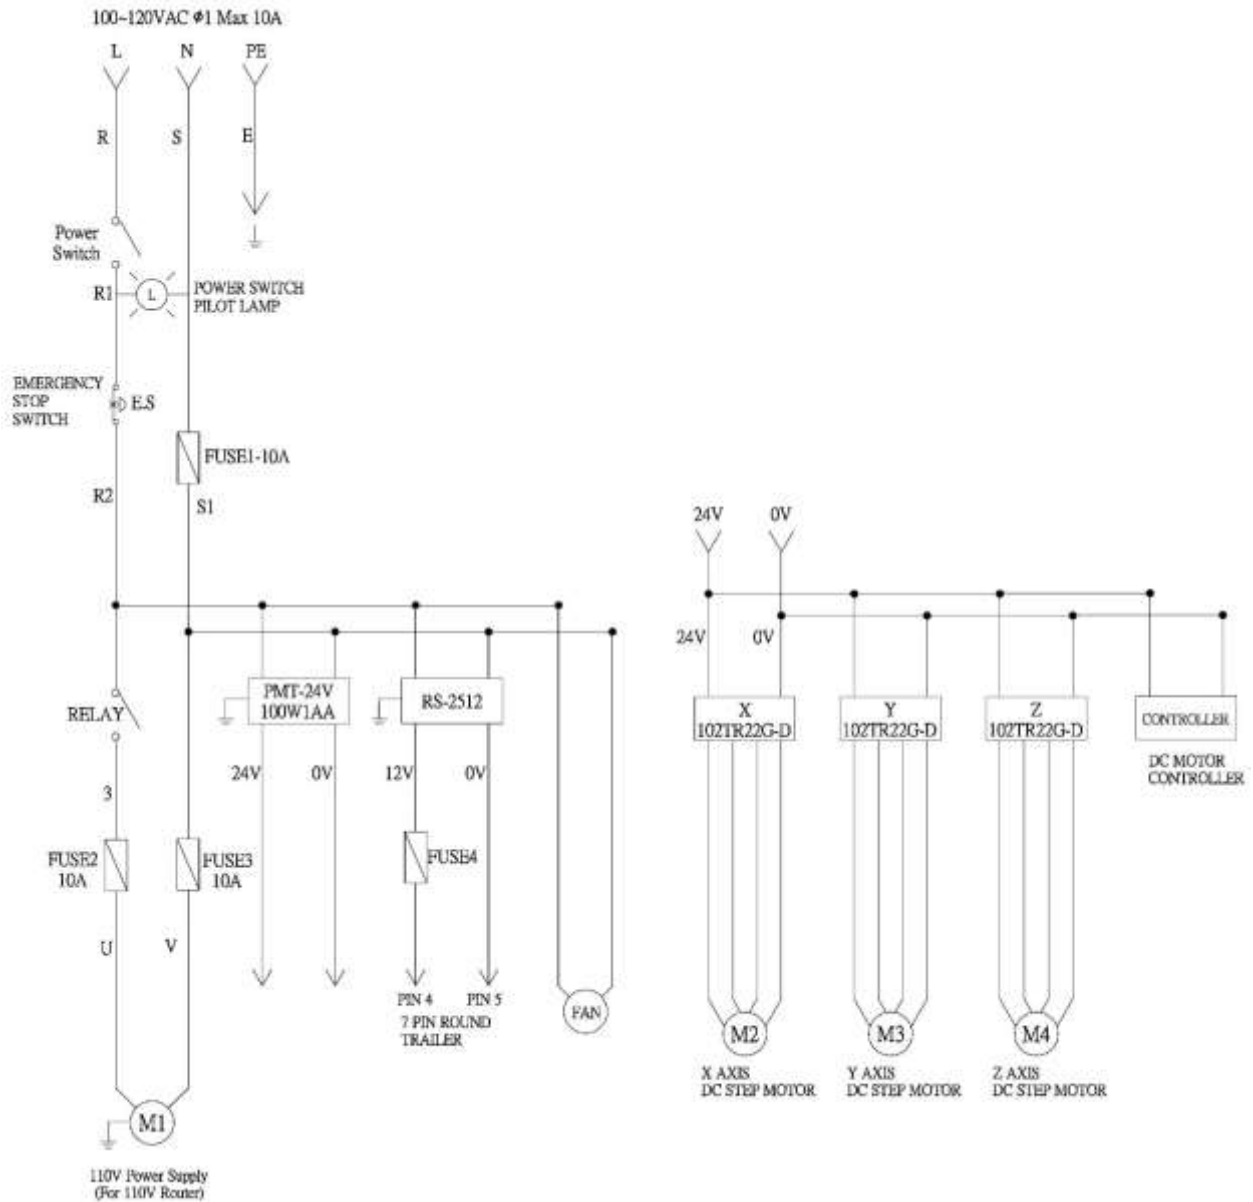 100~120VAC Φ1 Max 10A
L N PE
R S E
Power
Switch
R1 L
POWER SWITCH
PILOT LAMP
EMERGENCY
STOP
SWITCH
E.S
FUSE1-10A
R2
S1
24V 0V
24V 0V
RELAY
PMT-24V
100W1AA
RS-2512
X
102TR22G-D
Y
102TR22G-D
Z
102TR22G-D
CONTROLLER
DC MOTOR
CONTROLLER
24V 0V 12V 0V
3
FUSE2
10A
FUSE3
10A
FUSE4
U V
PIN 4 PIN 5
7 PIN ROUND
TRAILER
FAN
M2 M3 M4
X AXIS
DC STEP MOTOR
Y AXIS
DC STEP MOTOR
Z AXIS
DC STEP MOTOR
M1
110V Power Supply
(For 110V Router)